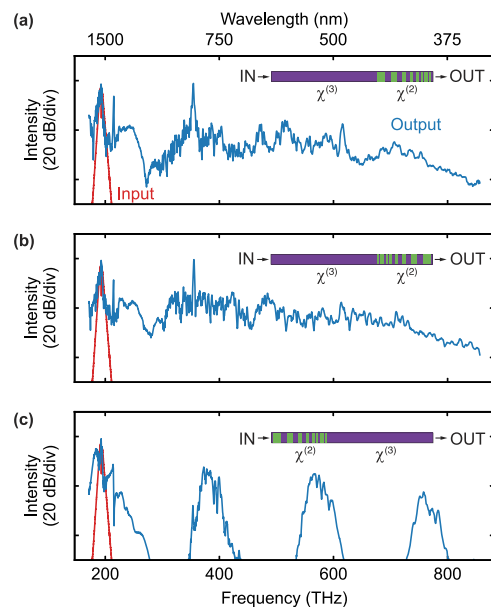 Wavelength (nm)
1500 750 500 375
(a)
IN OUT
χ(3) χ(2)
Output
Input
Intensity
(20 dB/div)
(b)
IN OUT
χ(3) χ(2)
Intensity
(20 dB/div)
(c)
IN OUT
χ(2) χ(3)
Intensity
(20 dB/div)
200 400 600 800
Frequency (THz)